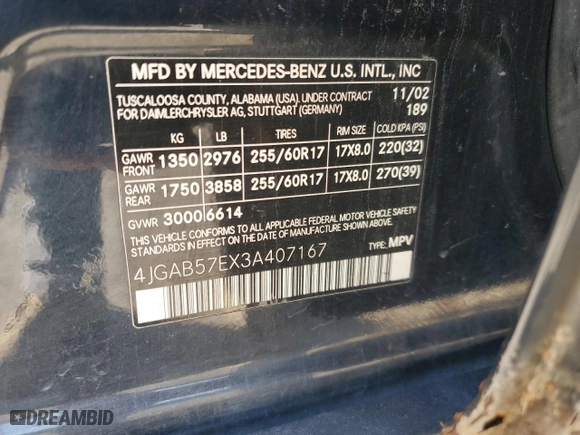 MFD BY MERCEDES-BENZ U.S. INTL., INC
TUSCALOOSA COUNTY, ALABAMA (USA). UNDER CONTRACT 11/02
FOR DAIMLERCHRYSLER AG, STUTTGART (GERMANY) 189
KG LB TIRES RIM SIZE COLD KPA (PSI)
GAWR FRONT 1350 2976 255/60R17 17X8.0 220(32)
GAWR REAR 1750 3858 255/60R17 17X8.0 270(39)
GVWR 3000 6614
THIS VEHICLE CONFORMS TO ALL APPLICABLE FEDERAL MOTOR VEHICLE SAFETY
STANDARDS IN EFFECT ON THE DATE OF MANUFACTURE SHOWN ABOVE.
4JGAB57EX3A407167 TYPE: MPV
DREAMBID